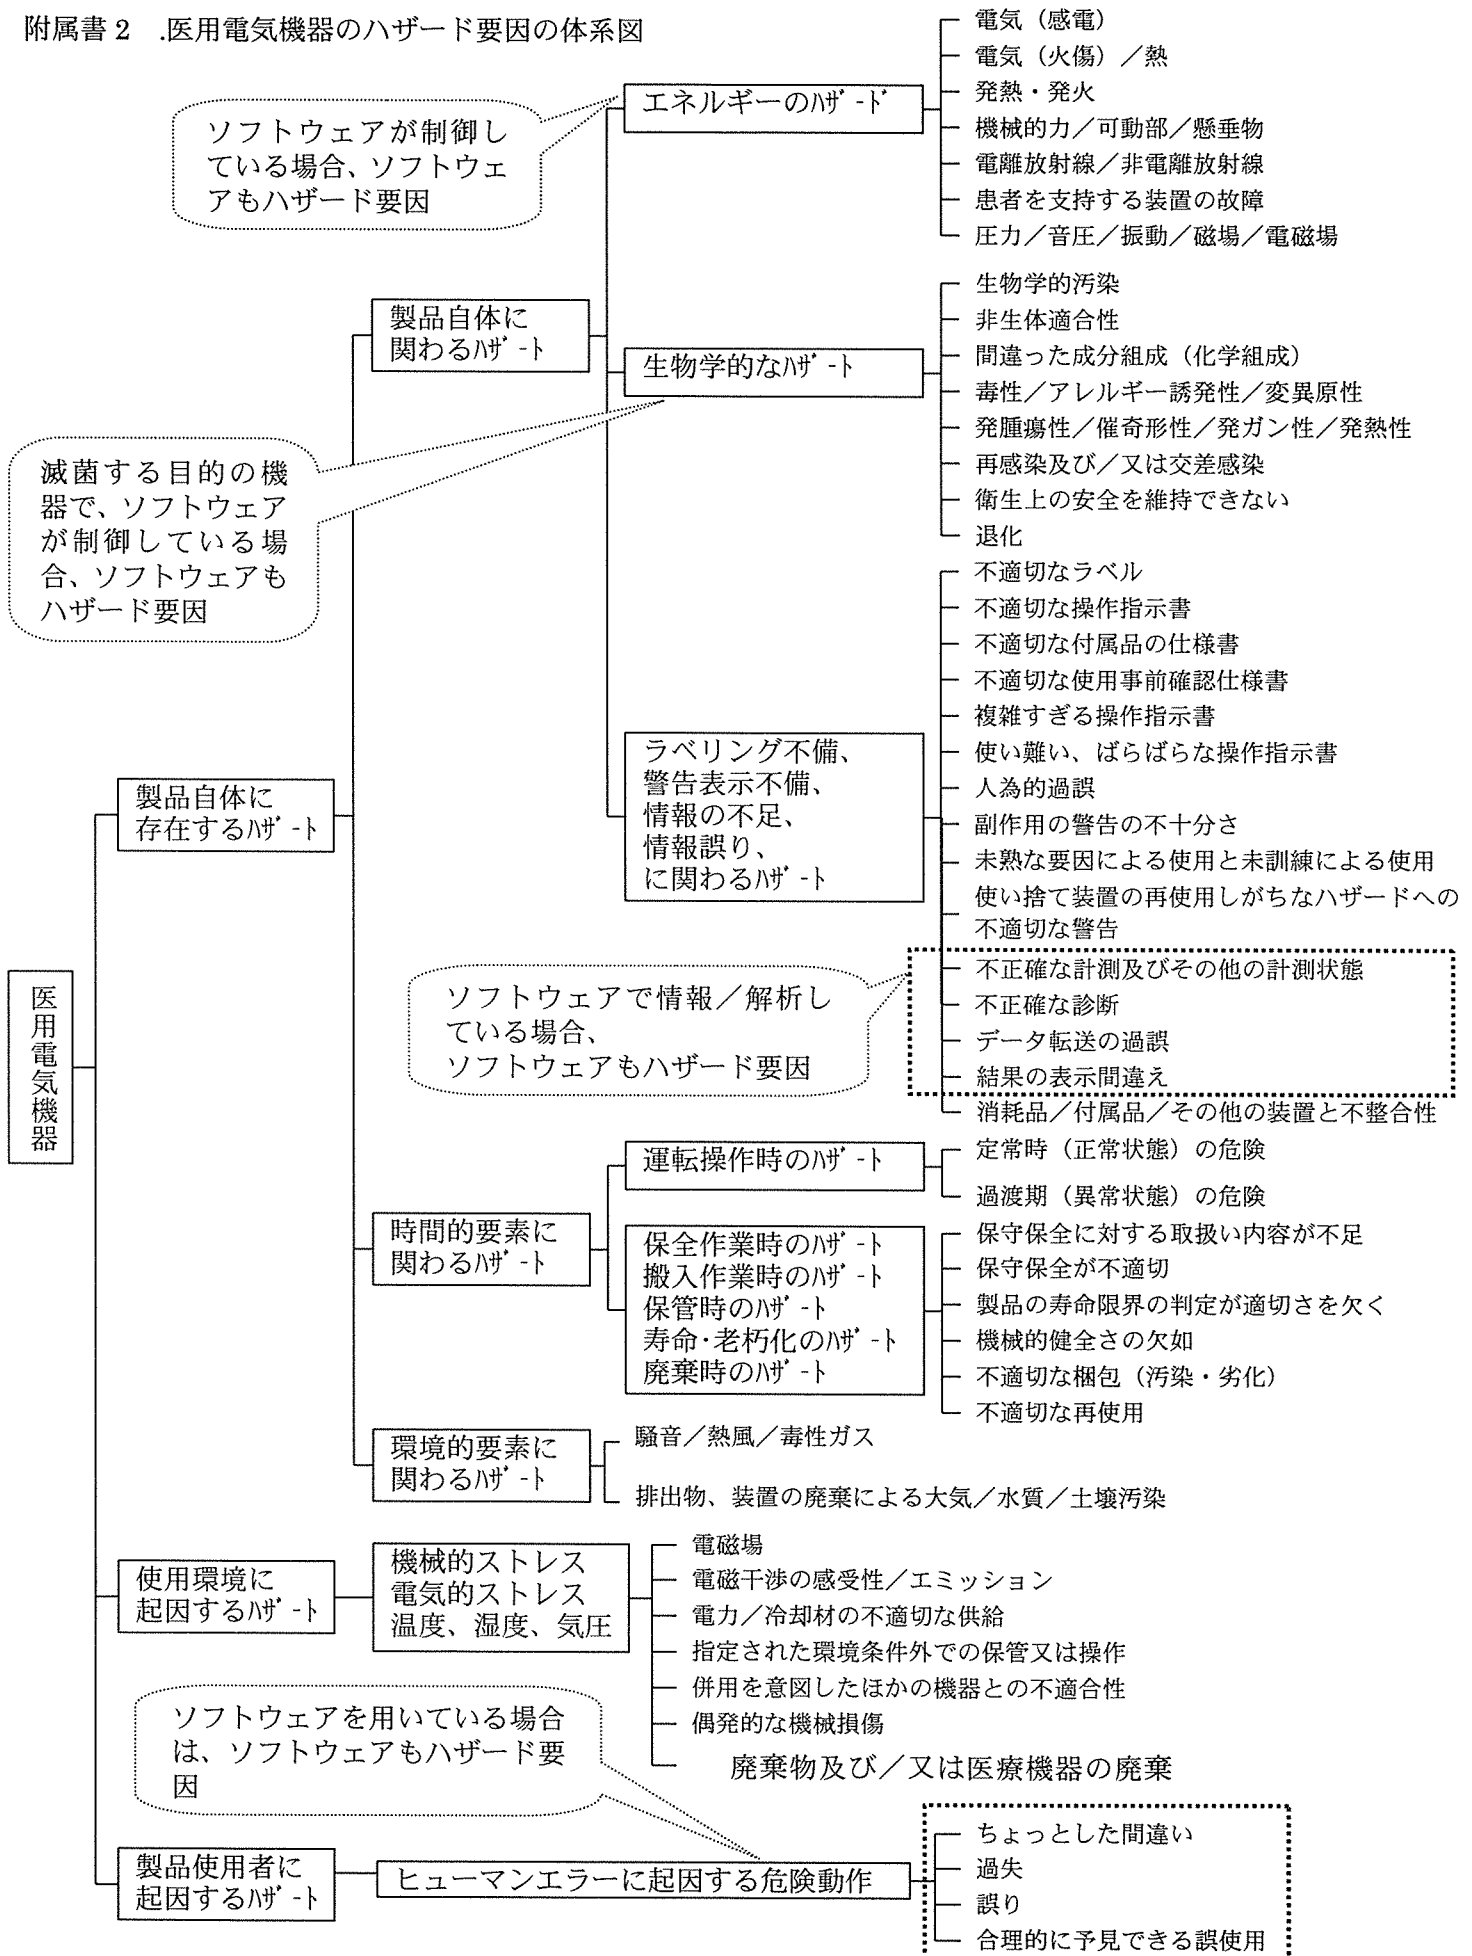 附属書2 .医用電気機器のハザード要因の体系図
電気（感電）
電気（火傷）／熱
発熱・発火
機械的力／可動部／懸垂物
電離放射線／非電離放射線
患者を支持する装置の故障
圧力／音圧／振動／磁場／電磁場
エネルギーのﾊｻﾞｰﾄﾞ
ソフトウェアが制御し
ている場合、ソフトウェ
アもハザード要因
生物学的汚染
非生体適合性
間違った成分組成（化学組成）
毒性／アレルギー誘発性／変異原性
発腫瘍性／催奇形性／発ガン性／発熱性
再感染及び／又は交差感染
衛生上の安全を維持できない
退化
製品自体に
関わるﾊｻﾞｰﾄ
生物学的なﾊｻﾞｰﾄ
滅菌する目的の機
器で、ソフトウェア
が制御している場
合、ソフトウェアも
ハザード要因
不適切なラベル
不適切な操作指示書
不適切な付属品の仕様書
不適切な使用事前確認仕様書
複雑すぎる操作指示書
使い難い、ばらばらな操作指示書
人為的過誤
副作用の警告の不十分さ
未熟な要因による使用と未訓練による使用
使い捨て装置の再使用しがちなハザードへの
不適切な警告
不正確な計測及びその他の計測状態
不正確な診断
データ転送の過誤
結果の表示間違え
消耗品／付属品／その他の装置と不整合性
ラベリング不備、
警告表示不備、
情報の不足、
情報誤り、
に関わるﾊｻﾞｰﾄ
製品自体に
存在するﾊｻﾞｰﾄ
ソフトウェアで情報／解析し
ている場合、
ソフトウェアもハザード要因
医用電気機器
運転操作時のﾊｻﾞｰﾄ
定常時（正常状態）の危険
過渡期（異常状態）の危険
時間的要素に
関わるﾊｻﾞｰﾄ
保全作業時のﾊｻﾞｰﾄ
搬入作業時のﾊｻﾞｰﾄ
保管時のﾊｻﾞｰﾄ
寿命･老朽化のﾊｻﾞｰﾄ
廃棄時のﾊｻﾞｰﾄ
保守保全に対する取扱い内容が不足
保守保全が不適切
製品の寿命限界の判定が適切さを欠く
機械的健全さの欠如
不適切な梱包（汚染・劣化）
不適切な再使用
環境的要素に
関わるﾊｻﾞｰﾄ
騒音／熱風／毒性ガス
排出物、装置の廃棄による大気／水質／土壌汚染
使用環境に
起因するﾊｻﾞｰﾄ
機械的ストレス
電気的ストレス
温度、湿度、気圧
電磁場
電磁干渉の感受性／エミッション
電力／冷却材の不適切な供給
指定された環境条件外での保管又は操作
併用を意図したほかの機器との不適合性
偶発的な機械損傷
廃棄物及び／又は医療機器の廃棄
ソフトウェアを用いている場合
は、ソフトウェアもハザード要
因
製品使用者に
起因するﾊｻﾞｰﾄ
ヒューマンエラーに起因する危険動作
ちょっとした間違い
過失
誤り
合理的に予見できる誤使用